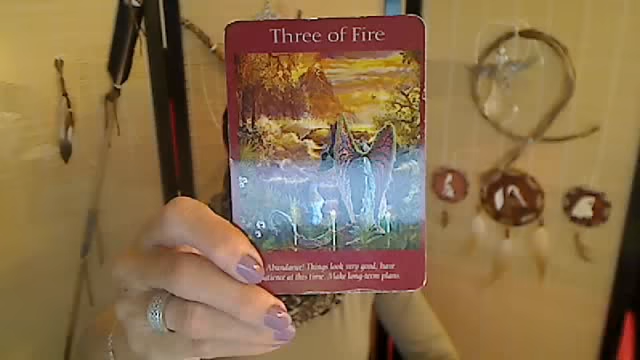 Three of Fire
Abundance! Things look very good, have
patience at this time. Make long-term plans.